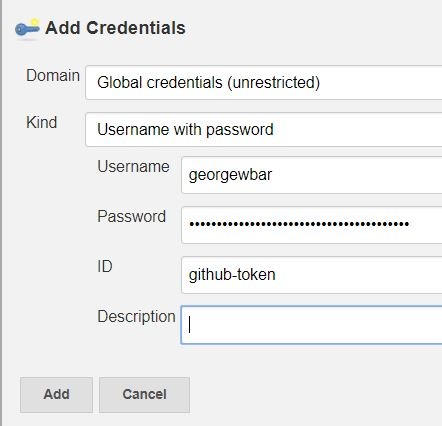 Add Credentials
Domain Global credentials (unrestricted)
Kind Username with password
Username georgewbar
Password ••••••••••••••••••••••••••••••••••••••••
ID github-token
Description
Add Cancel